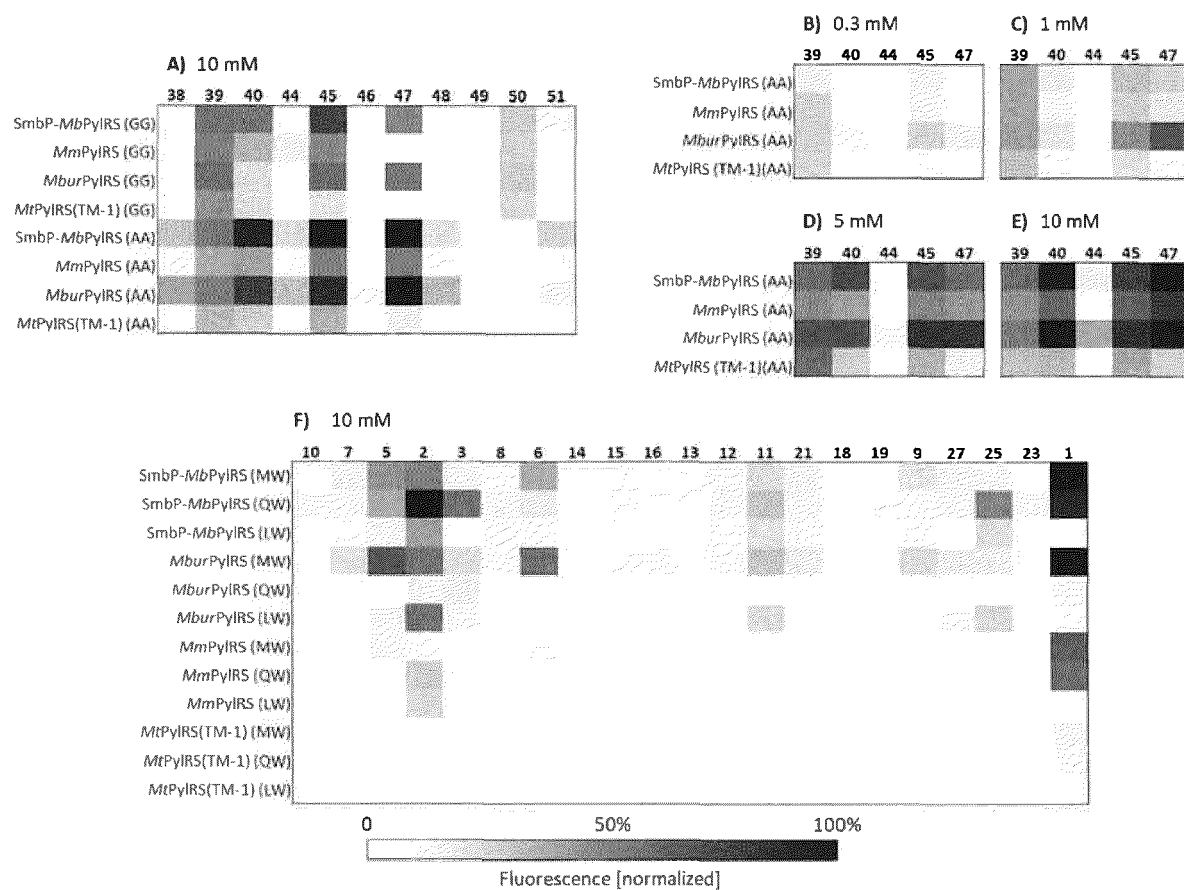 A) 10 mM
38 39 40 44 45 46 47 48 49 50 51
SmbP-MbPylRS (GG)
MmPylRS (GG)
MburPylRS (GG)
MtPylRS(TM-1) (GG)
SmbP-MbPylRS (AA)
MmPylRS (AA)
MburPylRS (AA)
MtPylRS(TM-1) (AA)
B) 0.3 mM
39 40 44 45 47
C) 1 mM
39 40 44 45 47
SmbP-MbPylRS (AA)
MmPylRS (AA)
MburPylRS (AA)
MtPylRS (TM-1)(AA)
D) 5 mM
39 40 44 45 47
E) 10 mM
39 40 44 45 47
SmbP-MbPylRS (AA)
MmPylRS (AA)
MburPylRS (AA)
MtPylRS (TM-1)(AA)
F) 10 mM
10 7 5 2 3 8 6 14 15 16 13 12 11 21 18 19 9 27 25 23 1
SmbP-MbPylRS (MW)
SmbP-MbPylRS (QW)
SmbP-MbPylRS (LW)
MburPylRS (MW)
MburPylRS (QW)
MburPylRS (LW)
MmPylRS (MW)
MmPylRS (QW)
MmPylRS (LW)
MtPylRS(TM-1) (MW)
MtPylRS(TM-1) (QW)
MtPylRS(TM-1) (LW)
0 50% 100%
Fluorescence [normalized]